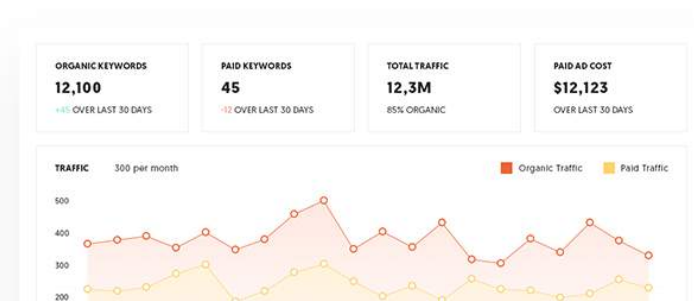 ORGANIC KEYWORDS
12,100
+45 OVER LAST 30 DAYS
PAID KEYWORDS
45
-12 OVER LAST 30 DAYS
TOTAL TRAFFIC
12,3M
85% ORGANIC
PAID AD COST
$12,123
OVER LAST 30 DAYS
TRAFFIC 300 per month
Organic Traffic Paid Traffic
500
400
300
200